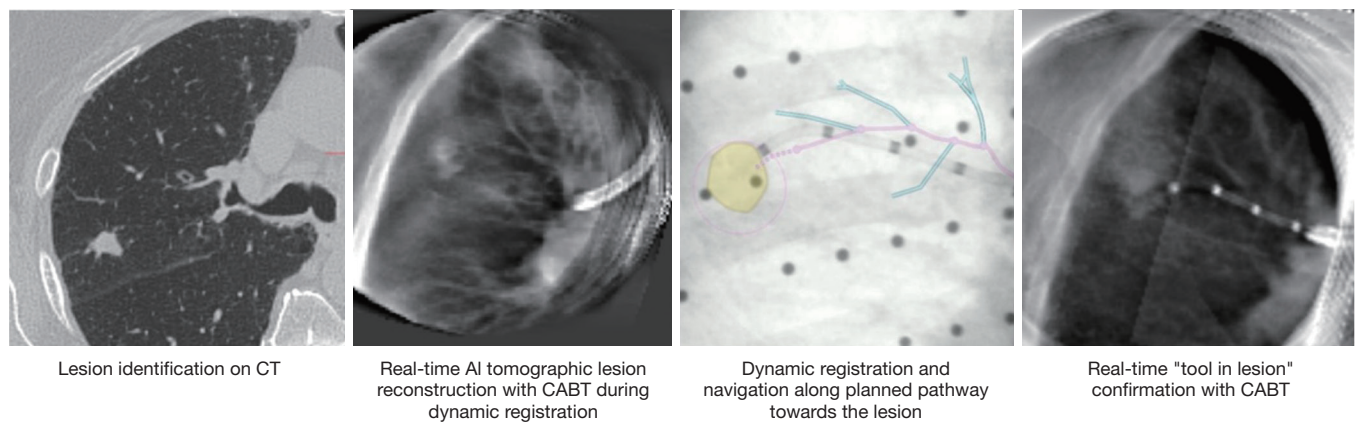 Lesion identification on CT
Real-time AI tomographic lesion
reconstruction with CABT during
dynamic registration
Dynamic registration and
navigation along planned pathway
towards the lesion
Real-time "tool in lesion"
confirmation with CABT